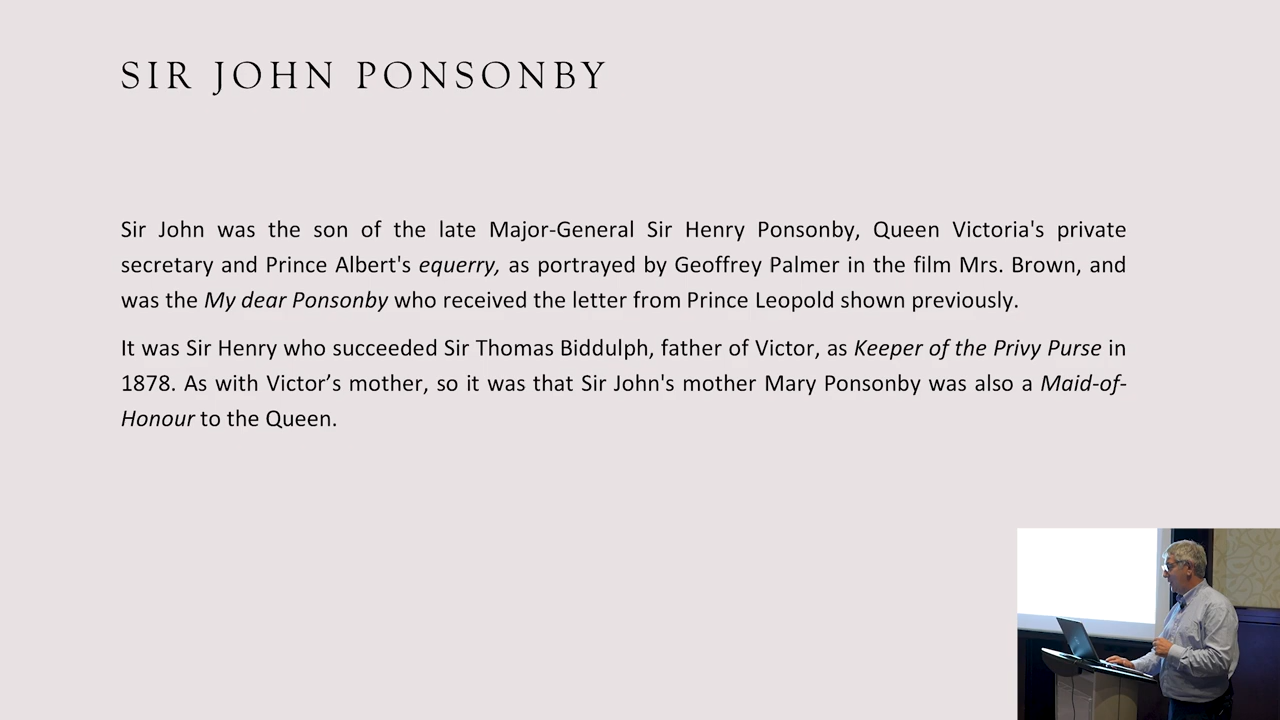 SIR JOHN PONSONBY
Sir John was the son of the late Major-General Sir Henry Ponsonby, Queen Victoria's private
secretary and Prince Albert's equerry, as portrayed by Geoffrey Palmer in the film Mrs. Brown, and
was the My dear Ponsonby who received the letter from Prince Leopold shown previously.
It was Sir Henry who succeeded Sir Thomas Biddulph, father of Victor, as Keeper of the Privy Purse in
1878. As with Victor’s mother, so it was that Sir John's mother Mary Ponsonby was also a Maid-of-
Honour to the Queen.